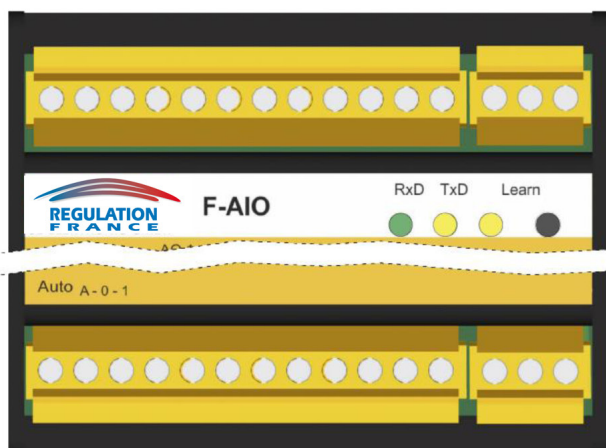 RxD TxD Learn
REGULATION
FRANCE
F-AIO
Auto A - 0 - 1